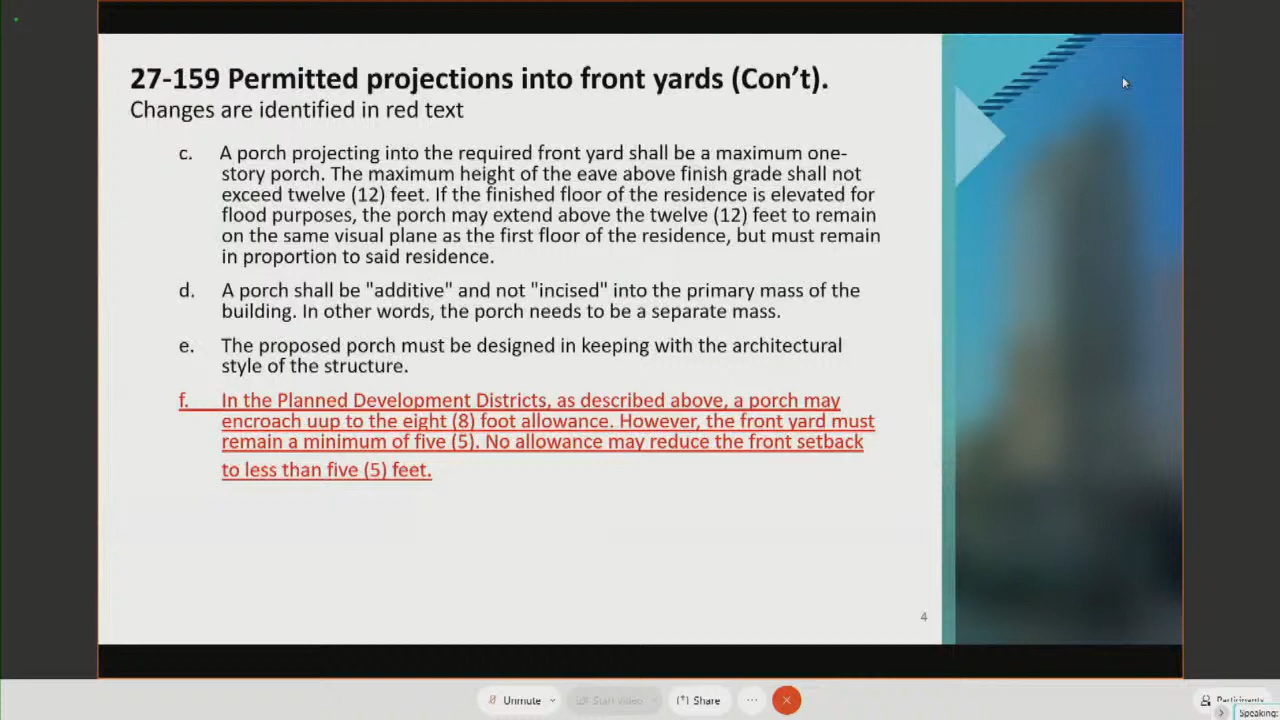 27-159 Permitted projections into front yards (Con't).
Changes are identified in red text
c. A porch projecting into the required front yard shall be a maximum one-
story porch. The maximum height of the eave above finish grade shall not
exceed twelve (12) feet. If the finished floor of the residence is elevated for
flood purposes, the porch may extend above the twelve (12) feet to remain
on the same visual plane as the first floor of the residence, but must remain
in proportion to said residence.
d. A porch shall be "additive" and not "incised" into the primary mass of the
building. In other words, the porch needs to be a separate mass.
e. The proposed porch must be designed in keeping with the architectural
style of the structure.
f. In the Planned Development Districts, as described above, a porch may
encroach uup to the eight (8) foot allowance. However, the front yard must
remain a minimum of five (5). No allowance may reduce the front setback
to less than five (5) feet.
4
Unmute
Start video
Share
Participants
Speaking: